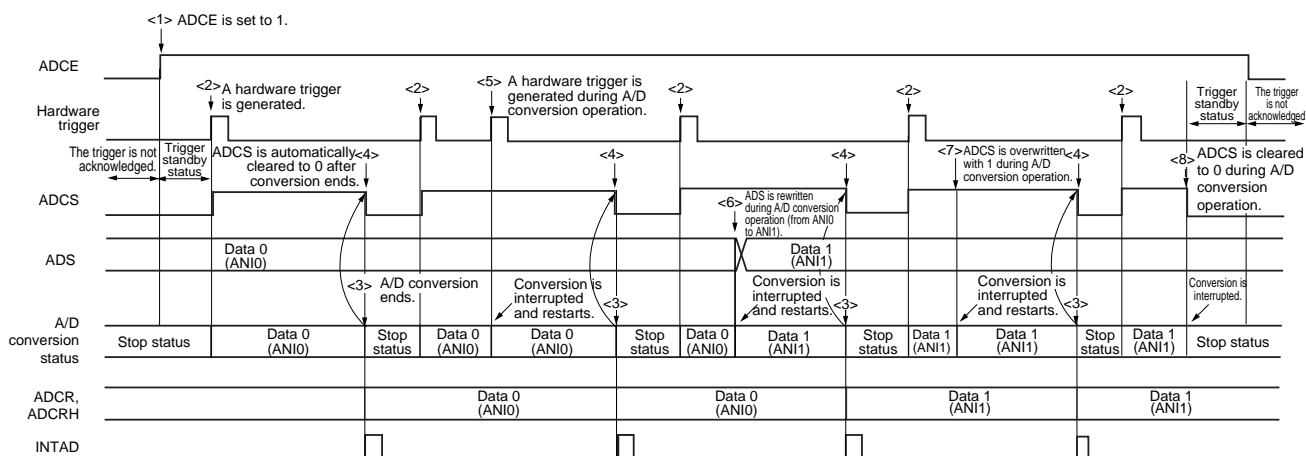 <1> ADCE is set to 1.
ADCE
<2> A hardware trigger
is generated.
<2>
<5> A hardware trigger is
generated during A/D
conversion operation.
<2>
<2>
<2>
Trigger
standby
status
The trigger
is not
acknowledged
Hardware
trigger
The trigger is not
acknowledged.
Trigger
standby
status
ADCS is automatically
cleared to 0 after
conversion ends.
<4>
<4>
<4>
<7> ADCS is overwritten
with 1 during A/D
conversion operation.
<4>
<8> ADCS is cleared
to 0 during A/D
conversion
operation.
ADCS
<6>
ADS is rewritten
during A/D conversion
operation (from ANI0
to ANI1).
ADS
Data 0
(ANI0)
Data 1
(ANI1)
<3> A/D conversion
ends.
Conversion is
interrupted
and restarts.
<3>
Conversion is
interrupted
and restarts.
<3>
Conversion is
interrupted
and restarts.
<3>
Conversion is
interrupted.
A/D
conversion
status
Stop status
Data 0
(ANI0)
Stop
status
Data 0
(ANI0)
Data 0
(ANI0)
Stop
status
Data 0
(ANI0)
Data 1
(ANI1)
Stop
status
Data 1
(ANI1)
Data 1
(ANI1)
Stop
status
Data 1
(ANI1)
Stop status
ADCR,
ADCRH
Data 0
(ANI0)
Data 0
(ANI0)
Data 1
(ANI1)
Data 1
(ANI1)
INTAD